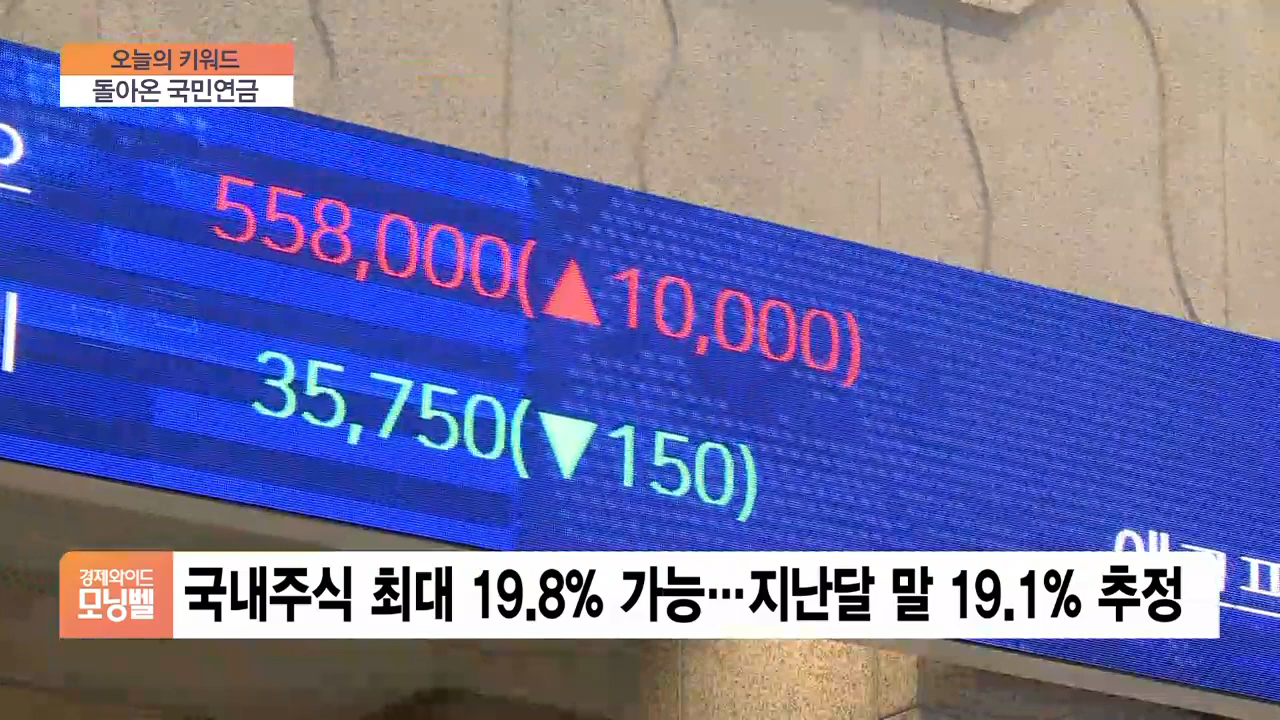 오늘의 키워드
돌아온 국민연금
558,000(▲10,000)
35,750(▼150)
경제와이드
모닝벨
국내주식 최대 19.8% 가능…지난달 말 19.1% 추정